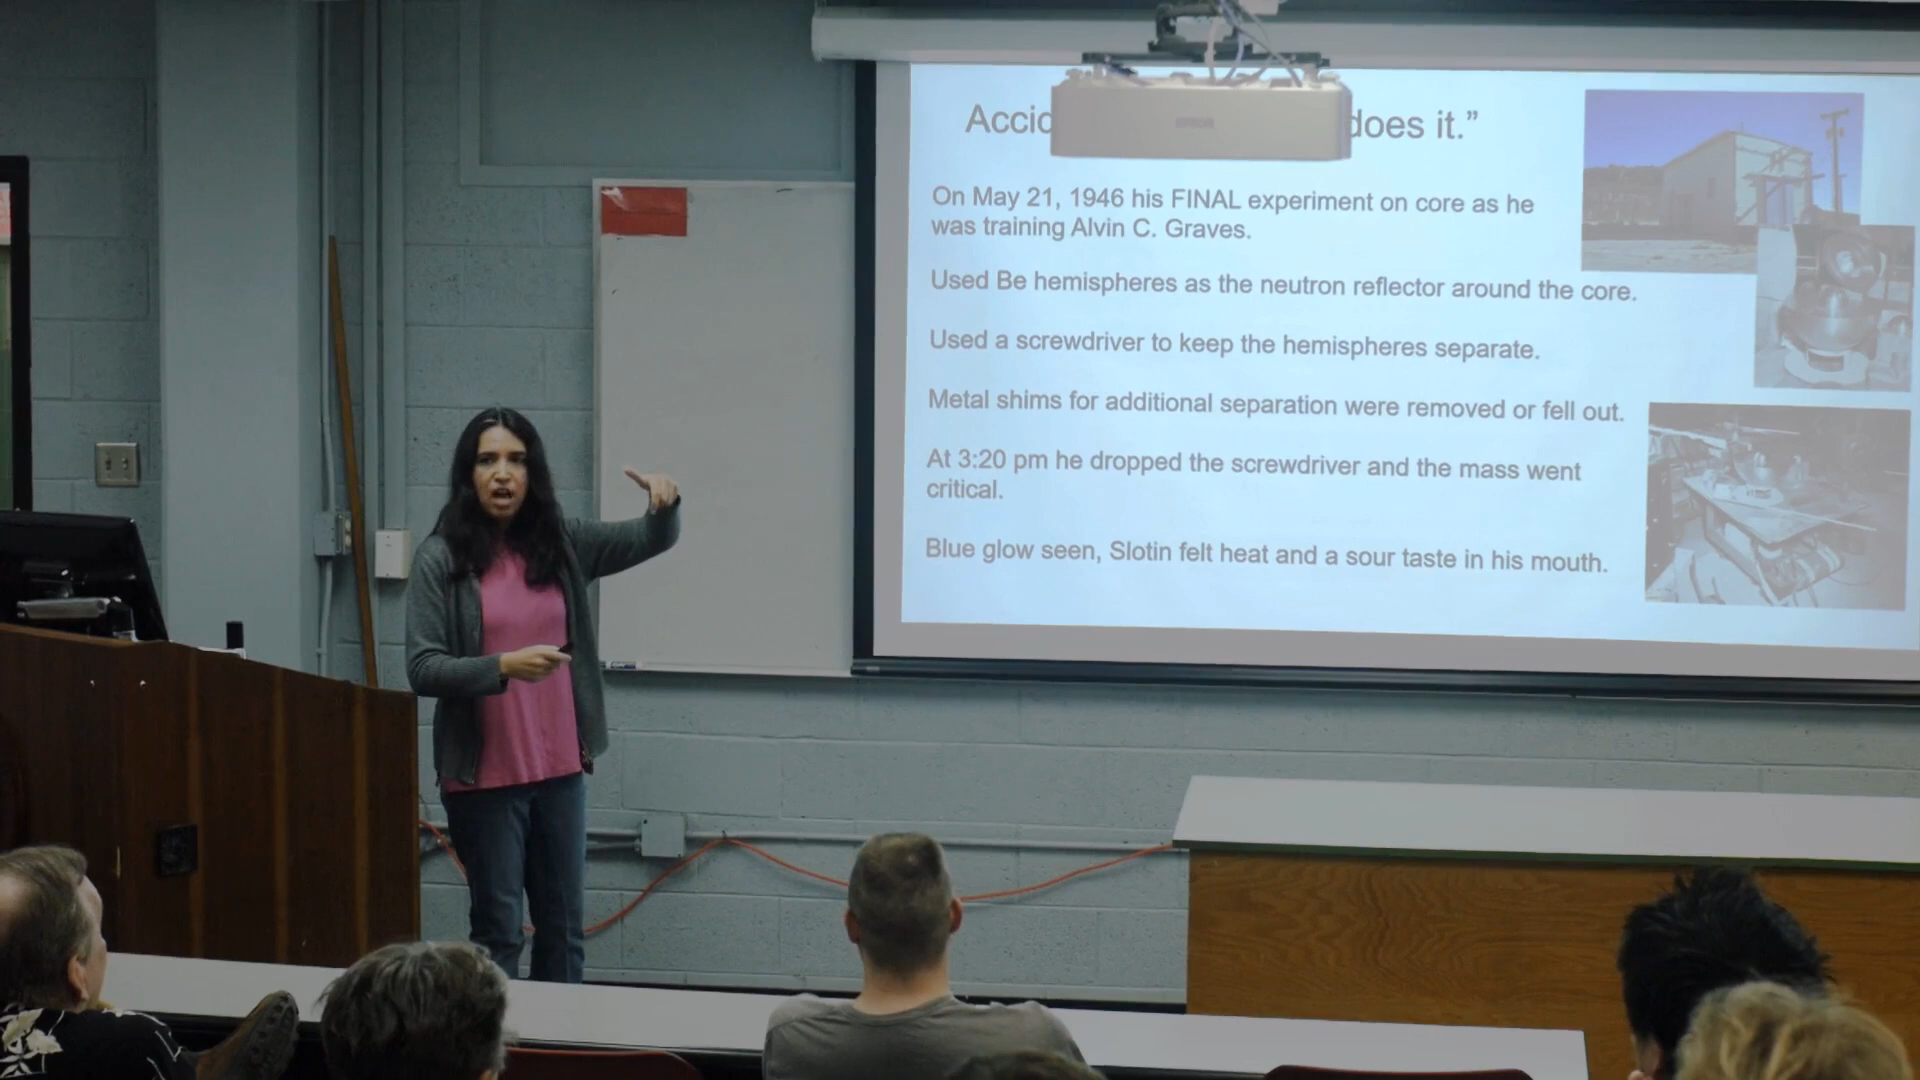 Accid does it.”
On May 21, 1946 his FINAL experiment on core as he
was training Alvin C. Graves.
Used Be hemispheres as the neutron reflector around the core.
Used a screwdriver to keep the hemispheres separate.
Metal shims for additional separation were removed or fell out.
At 3:20 pm he dropped the screwdriver and the mass went
critical.
Blue glow seen, Slotin felt heat and a sour taste in his mouth.
EPSON